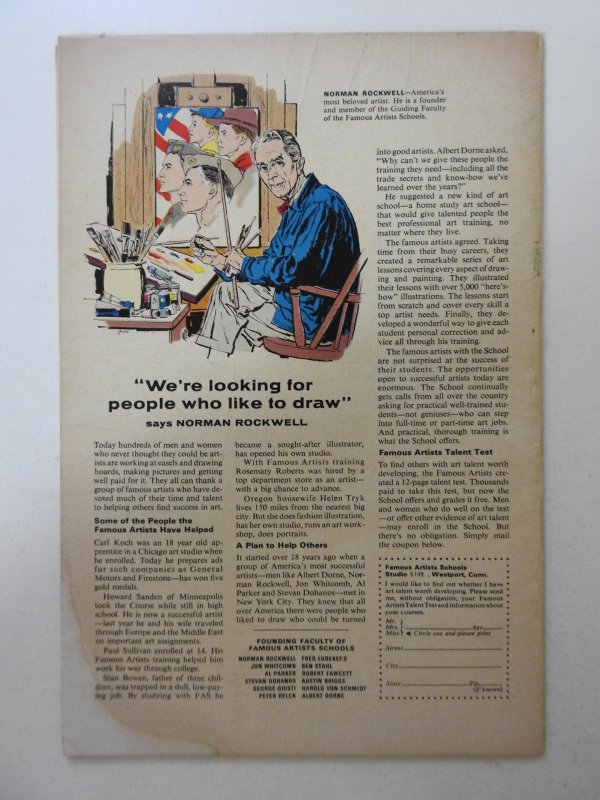 NORMAN ROCKWELL—America's
most beloved artist. He is a founder
and member of the Guiding Faculty
of the Famous Artists Schools.
"We're looking for
people who like to draw"
says NORMAN ROCKWELL
Today hundreds of men and women
who never thought they could be art-
ists are working at easels and drawing
boards, making pictures and getting
well paid for it. They all can thank a
group of famous artists who have de-
voted much of their time and talent
to helping others find success in art.
Some of the People the
Famous Artists Have Helped
Carl Koch was an 18 year old ap-
prentice in a Chicago art studio when
he enrolled. Today he prepares ads
for such companies as General
Motors and Firestone—has won five
gold medals.
Howard Sanden of Minneapolis
took the Course while still in high
school. He is now a successful artist
—last year he and his wife traveled
through Europe and the Middle East
on important art assignments.
Paul Sullivan enrolled at 14. His
Famous Artists training helped him
work his way through college.
Stan Bowen, father of three chil-
dren, was trapped in a dull, low-pay-
ing job. By studying with FAS he
became a sought-after illustrator,
has opened his own studio.
With Famous Artists training
Rosemary Roberts was hired by a
top department store as an artist—
with a big chance to advance.
Oregon housewife Helen Tryk
lives 150 miles from the nearest big
city. But she does fashion illustration,
has her own studio, runs an art work-
shop, does portraits.
A Plan to Help Others
It started over 18 years ago when a
group of America's most successful
artists—men like Albert Dorne, Nor-
man Rockwell, Jon Whitcomb, Al
Parker and Stevan Dohanos—met in
New York City. They knew that all
over America there were people who
liked to draw who could be turned
FOUNDING FACULTY OF
FAMOUS ARTISTS SCHOOLS
NORMAN ROCKWELL FRED LUDEKENS
JON WHITCOMB BEN STAHL
AL PARKER ROBERT FAWCETT
STEVAN DOHANOS AUSTIN BRIGGS
GEORGE GIUSTI HAROLD VON SCHMIDT
PETER HELCK ALBERT DORNE
into good artists. Albert Dorne asked,
"Why can't we give these people the
training they need—including all the
trade secrets and know-how we've
learned over the years?"
He suggested a new kind of art
school—a home study art school—
that would give talented people the
best professional art training, no
matter where they live.
The famous artists agreed. Taking
time from their busy careers, they
created a remarkable series of art
lessons covering every aspect of draw-
ing and painting. They illustrated
their lessons with over 5,000 "here's-
how" illustrations. The lessons start
from scratch and cover every skill a
top artist needs. Finally, they de-
veloped a wonderful way to give each
student personal correction and ad-
vice all through his training.
The famous artists with the School
are not surprised at the success of
their students. The opportunities
open to successful artists today are
enormous. The School continually
gets calls from all over the country
asking for practical well-trained stu-
dents—not geniuses—who can step
into full-time or part-time art jobs.
And practical, thorough training is
what the School offers.
Famous Artists Talent Test
To find others with art talent worth
developing, the Famous Artists cre-
ated a 12-page talent test. Thousands
paid to take this test, but now the
School offers and grades it free. Men
and women who do well on the test
—or offer other evidence of art talent
—may enroll in the School. But
there's no obligation. Simply mail
the coupon below.
Famous Artists Schools
Studio 5149, Westport, Conn.
I would like to find out whether I have
art talent worth developing. Please send
me, without obligation, your Famous
Artists Talent Test and information about
your courses.
Mr.
Mrs. Age
Miss Circle one and please print
Street
City
State Zip
(if known)